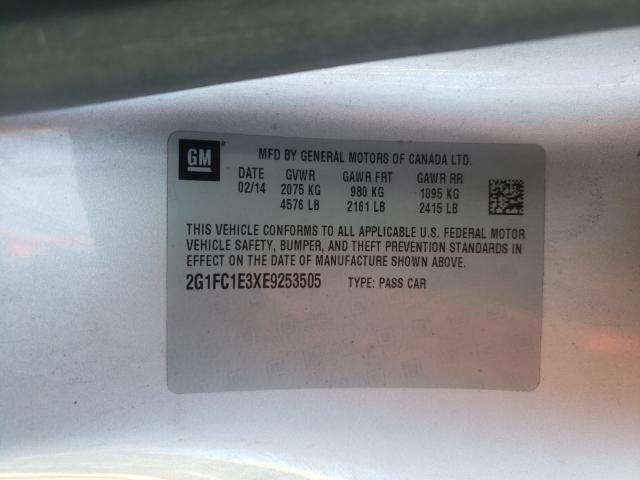 GM
MFD BY GENERAL MOTORS OF CANADA LTD.
DATE GVWR GAWR FRT GAWR RR
02/14 2075 KG 980 KG 1095 KG
4576 LB 2161 LB 2415 LB
THIS VEHICLE CONFORMS TO ALL APPLICABLE U.S. FEDERAL MOTOR
VEHICLE SAFETY, BUMPER, AND THEFT PREVENTION STANDARDS IN
EFFECT ON THE DATE OF MANUFACTURE SHOWN ABOVE.
2G1FC1E3XE9253505 TYPE: PASS CAR